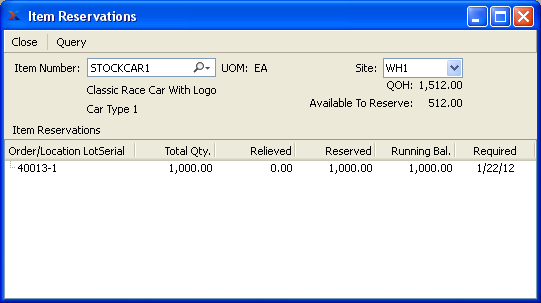 Item Reservations
Close Query
Item Number: STOCKCAR1 UOM: EA Site: WH1
Classic Race Car With Logo QOH: 1,512.00
Car Type 1 Available To Reserve: 512.00
Item Reservations
Order/Location LotSerial Total Qty. Relieved Reserved Running Bal. Required
40013-1 1,000.00 0.00 1,000.00 1,000.00 1/22/12